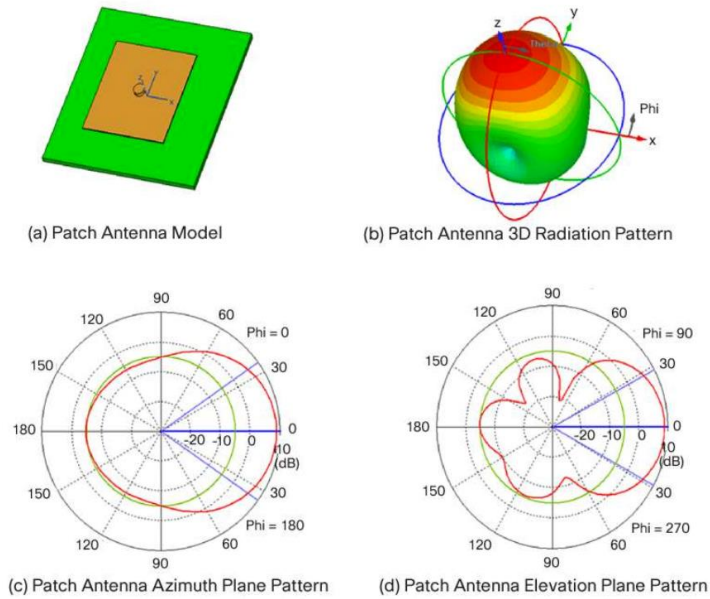 z
y
x
(a) Patch Antenna Model
z
y
Theta
Phi
x
(b) Patch Antenna 3D Radiation Pattern
90
120
60
Phi = 0
150
30
180
-20 -10 0
0
10
(dB)
150
30
Phi = 180
120
60
90
(c) Patch Antenna Azimuth Plane Pattern
90
120
60
Phi = 90
150
30
180
-20 -10 0
0
10
(dB)
150
30
Phi = 270
120
60
90
(d) Patch Antenna Elevation Plane Pattern